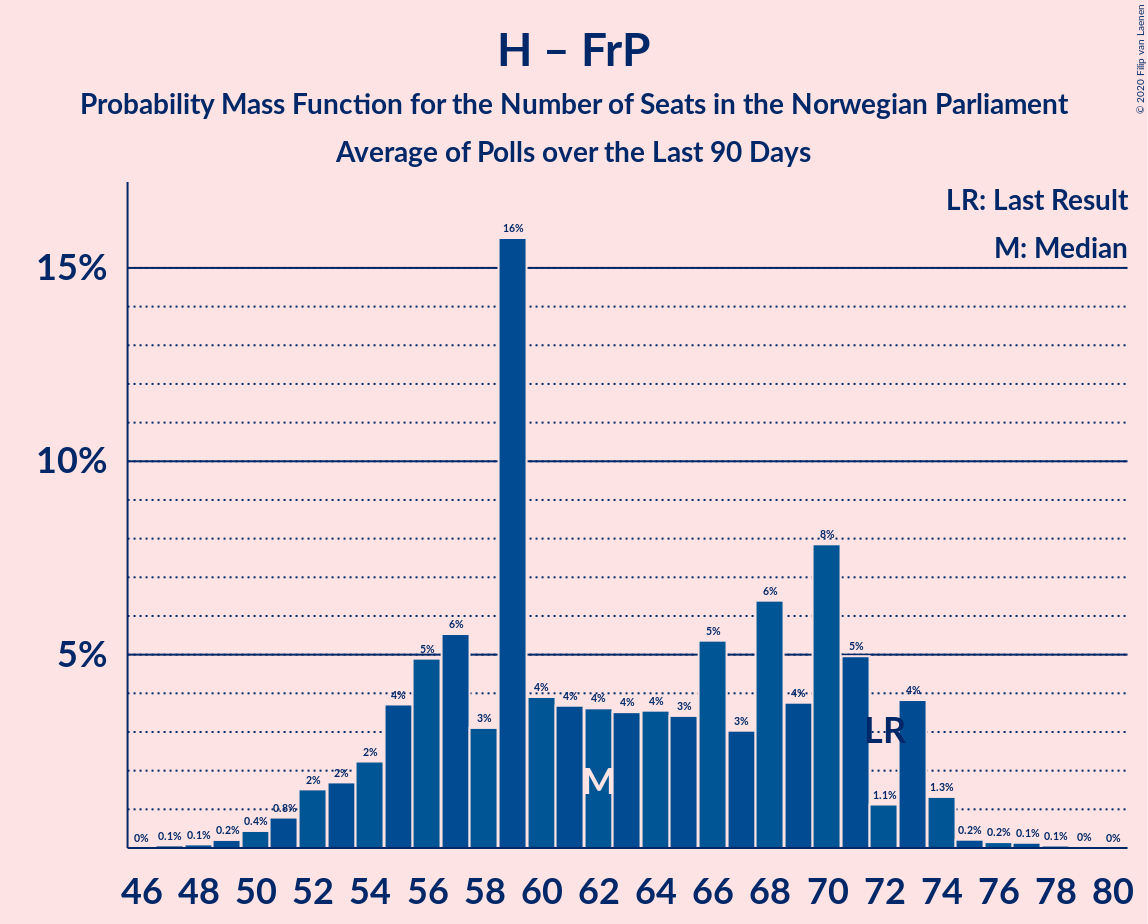 H – FrP
Probability Mass Function for the Number of Seats in the Norwegian Parliament
Average of Polls over the Last 90 Days
© 2020 Filip van Laenen
LR: Last Result
M: Median
15%
10%
5%
0% 0.1% 0.1% 0.2% 0.4% 0.8% 2% 2% 2% 4% 5% 6% 3% 16% 4% 4% 4% 4% 4% 3% 5% 3% 6% 4% 8% 5% 1.1% 4% 1.3% 0.2% 0.2% 0.1% 0.1% 0% 0%
LR
M
46 48 50 52 54 56 58 60 62 64 66 68 70 72 74 76 78 80